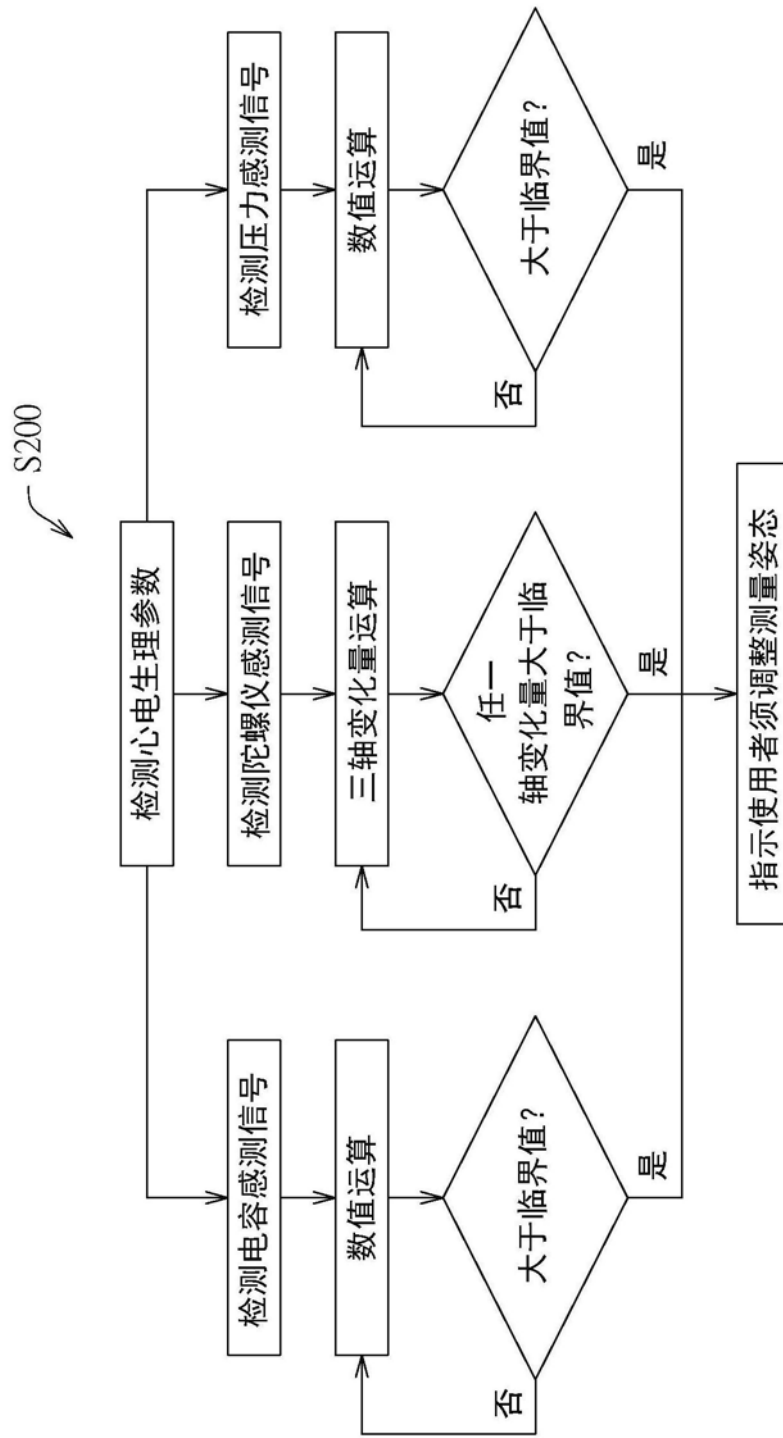 S200
检测心电生理参数
检测电容感测信号
检测陀螺仪感测信号
检测压力感测信号
数值运算
三轴变化量运算
数值运算
大于临界值?
任一
轴变化量大于临
界值?
大于临界值?
否
是
否
是
否
是
指示使用者须调整测量姿态